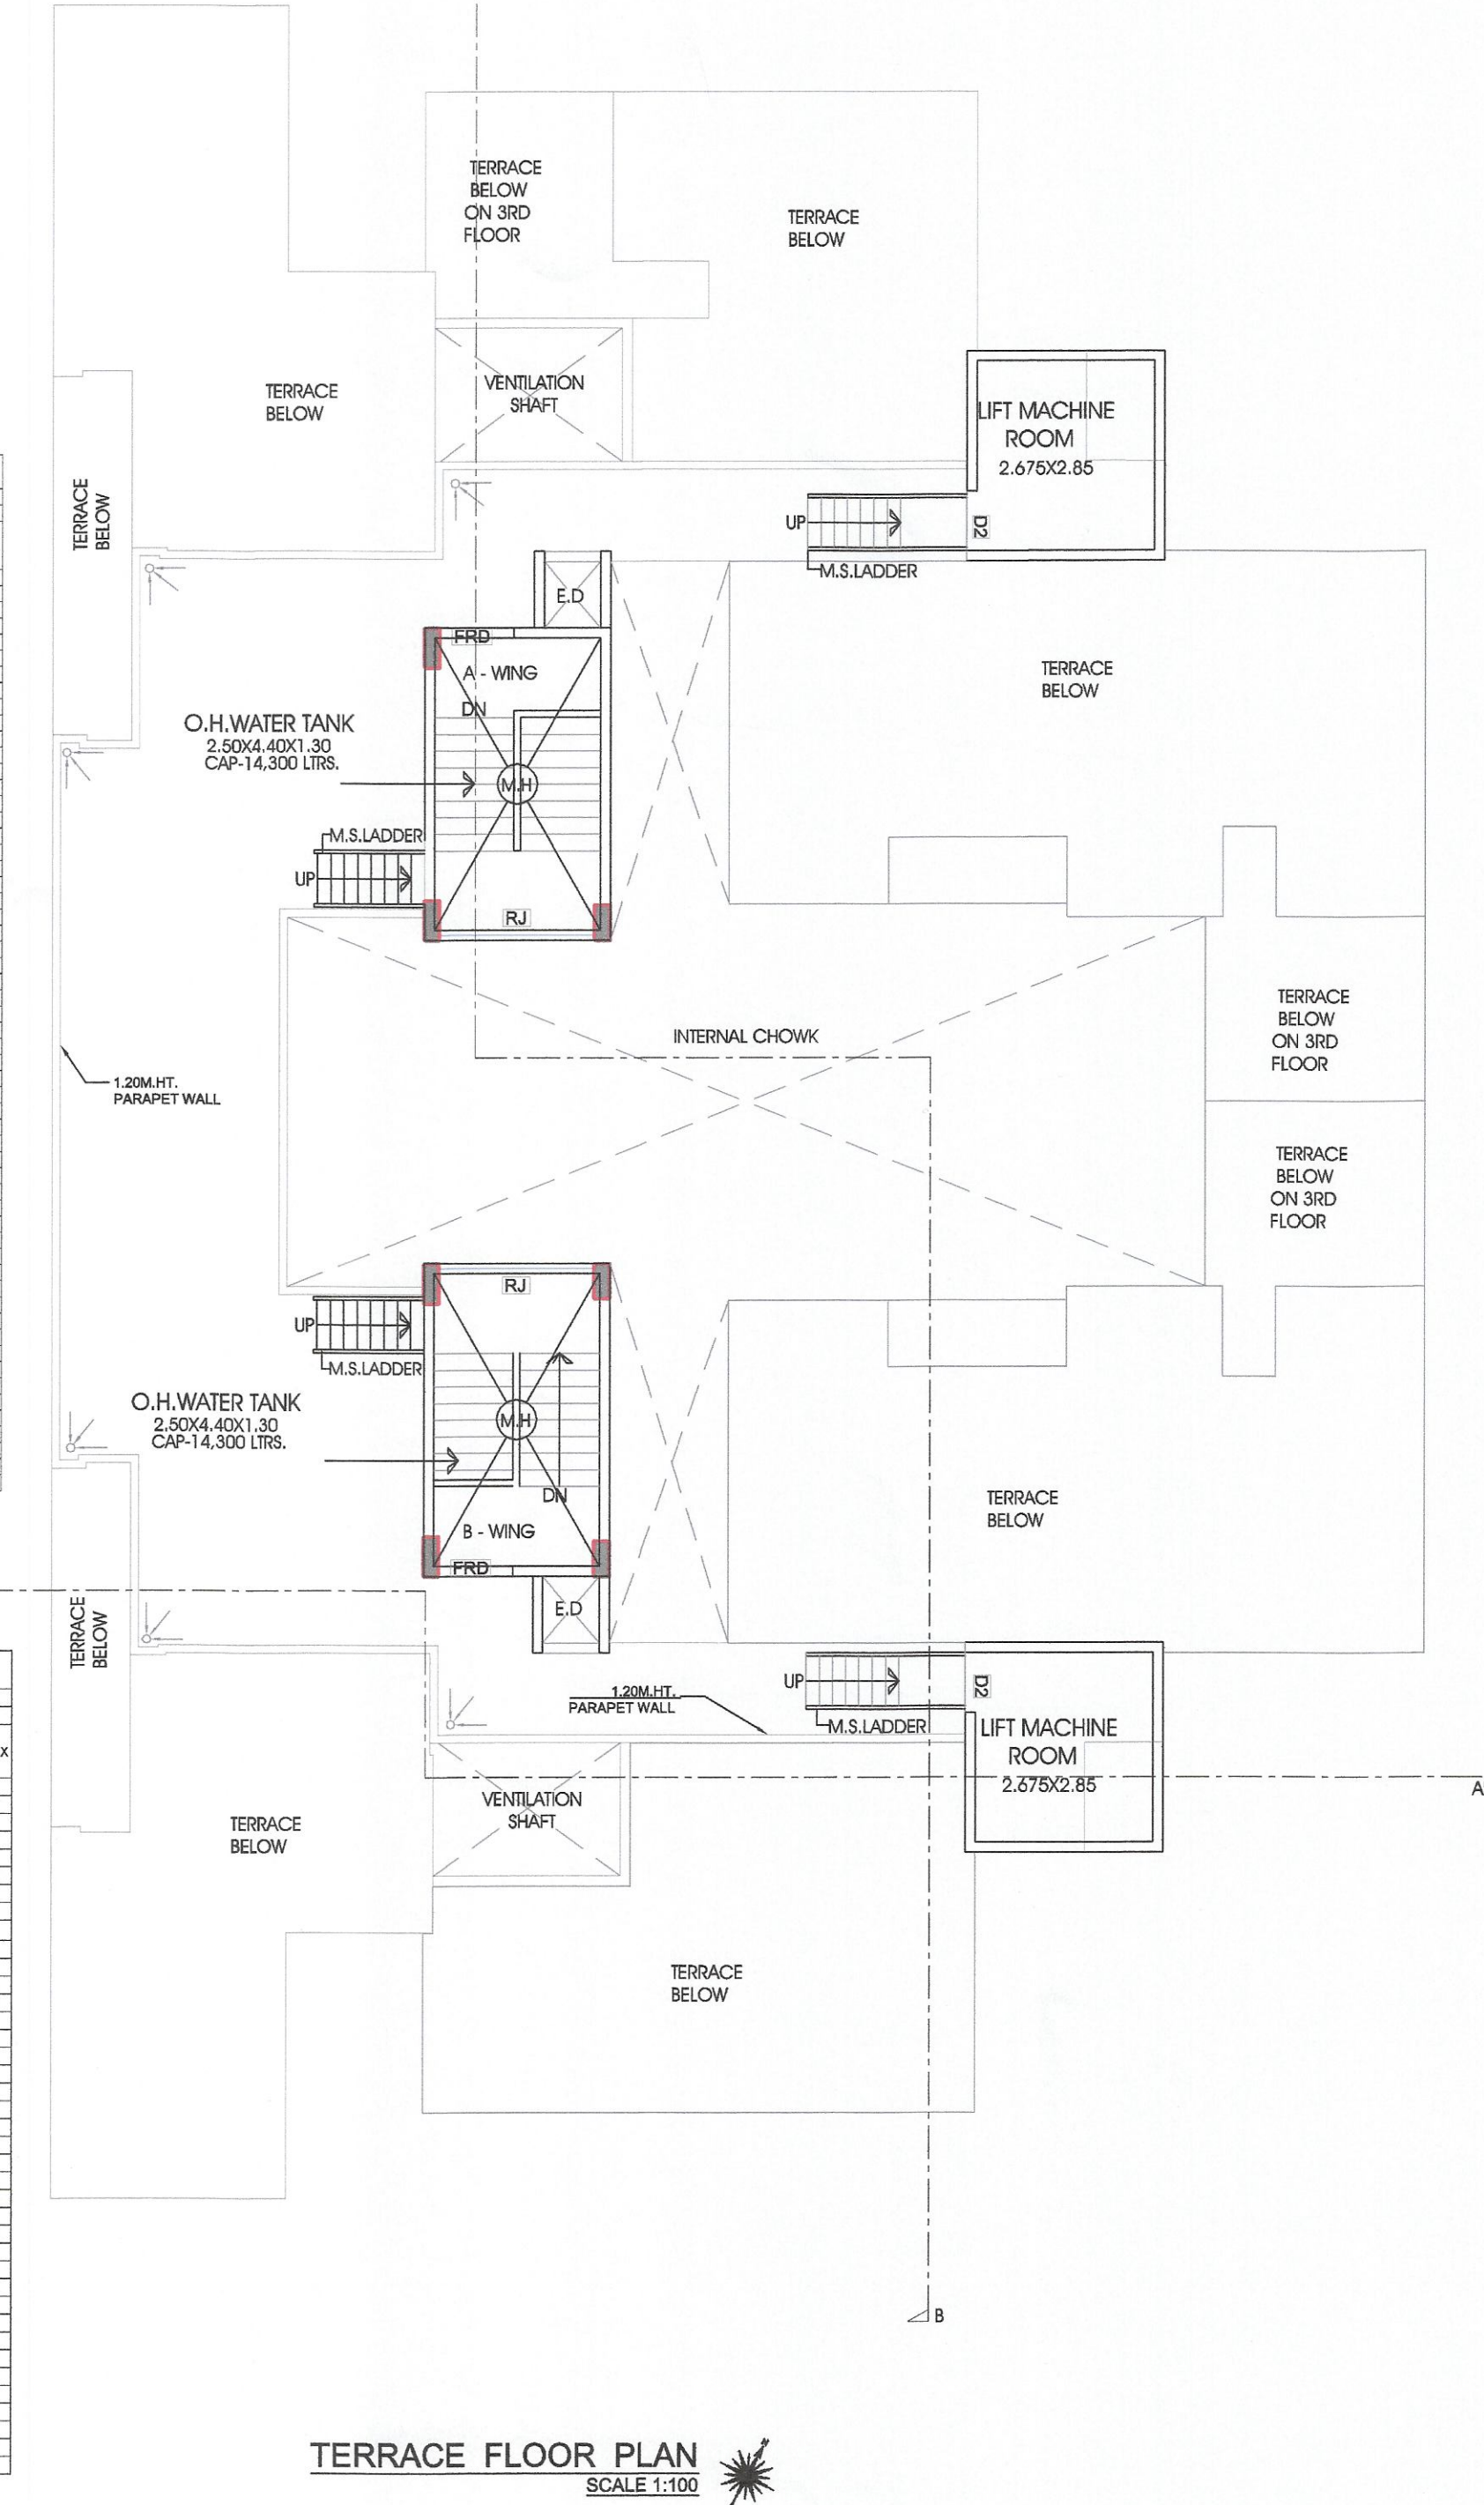 TERRACE
BELOW
ON 3RD
FLOOR
TERRACE
BELOW
TERRACE
BELOW
VENTILATION
SHAFT
LIFT MACHINE
ROOM
2.675X2.85
TERRACE
BELOW
UP
D2
M.S.LADDER
E.D
FRD
A - WING
DN
TERRACE
BELOW
O.H.WATER TANK
2.50X4.40X1.30
CAP-14,300 LTRS.
M.H
M.S.LADDER
UP
RJ
INTERNAL CHOWK
TERRACE
BELOW
ON 3RD
FLOOR
1.20M.HT.
PARAPET WALL
TERRACE
BELOW
ON 3RD
FLOOR
RJ
UP
M.S.LADDER
O.H.WATER TANK
2.50X4.40X1.30
CAP-14,300 LTRS.
M.H
DN
B - WING
FRD
TERRACE
BELOW
E.D
TERRACE
BELOW
UP
D2
1.20M.HT.
PARAPET WALL
M.S.LADDER
LIFT MACHINE
ROOM
2.675X2.85
X
A
VENTILATION
SHAFT
TERRACE
BELOW
TERRACE
BELOW
B
TERRACE FLOOR PLAN
SCALE 1:100
N